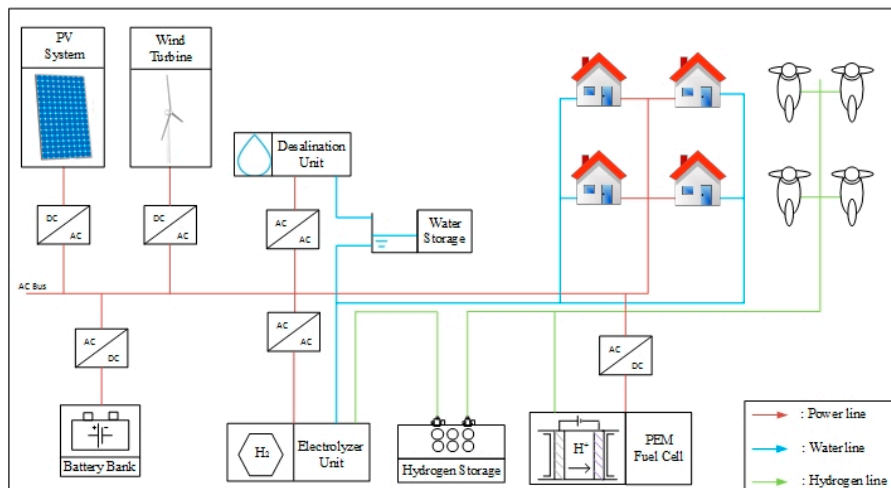 PV
System
Wind
Turbine
Desalination
Unit
Water
Storage
DC
AC
DC
AC
AC
AC
AC Bus
AC
DC
AC
AC
AC
DC
Battery Bank
H2
Electrolyzer
Unit
Hydrogen Storage
H+
PEM
Fuel Cell
: Power line
: Water line
: Hydrogen line